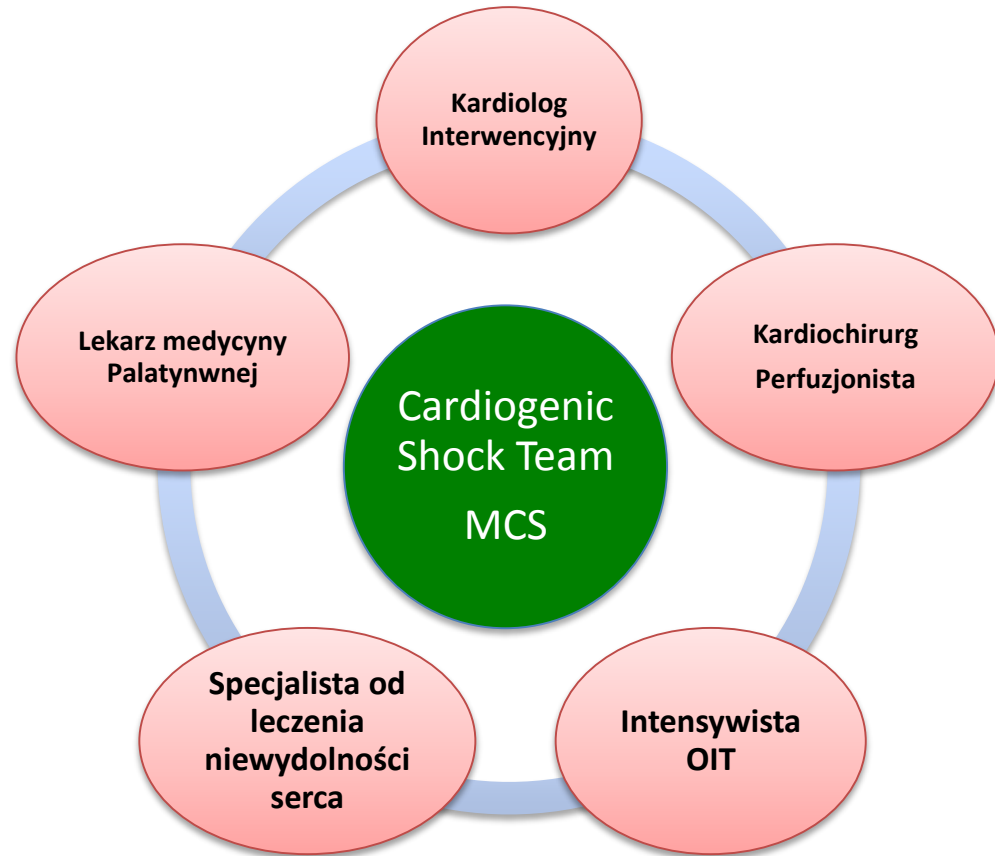 Kardiolog
Interwencyjny
Kardiochirurg
Perfuzjonista
Intensywista
OIT
Specjalista od
leczenia
niewydolności
serca
Lekarz medycyny
Palatynwnej
Cardiogenic
Shock Team
MCS